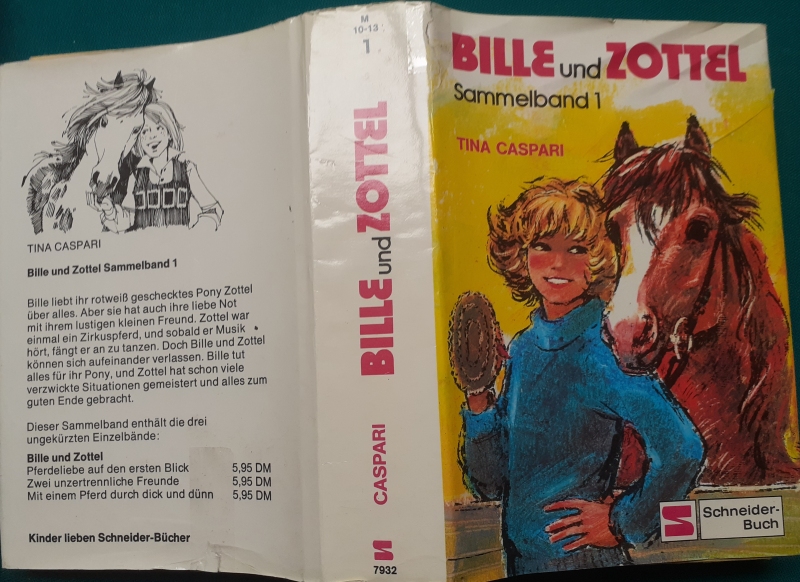 TINA CASPARI
Bille und Zottel Sammelband 1
Bille liebt ihr rotweiß geschecktes Pony Zottel
über alles. Aber sie hat auch ihre liebe Not
mit ihrem lustigen kleinen Freund. Zottel war
einmal ein Zirkuspferd, und sobald er Musik
hört, fängt er an zu tanzen. Doch Bille und Zottel
können sich aufeinander verlassen. Bille tut
alles für ihr Pony, und Zottel hat schon viele
verzwickte Situationen gemeistert und alles zum
guten Ende gebracht.
Dieser Sammelband enthält die drei
ungekürzten Einzelbände:
Bille und Zottel
Pferdeliebe auf den ersten Blick 5,95 DM
Zwei unzertrennliche Freunde 5,95 DM
Mit einem Pferd durch dick und dünn 5,95 DM
Kinder lieben Schneider-Bücher
M
10-13
1
CASPARI BILLE und ZOTTEL
7932
BILLE und ZOTTEL
Sammelband 1
TINA CASPARI
Schneider-
Buch